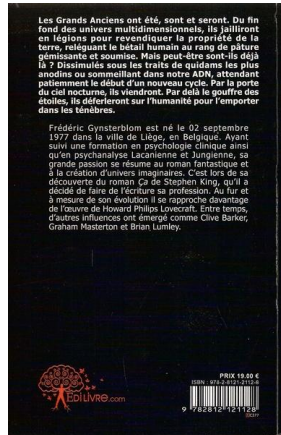 Les Grands Anciens ont été, sont et seront. Du fin
fond des univers multidimensionnels, ils jailliront
en légions pour revendiquer la propriété de la
terre, reléguant le bétail humain au rang de pâture
gémissante et soumise. Mais peut-être sont-ils déjà
là ? Dissimulés sous les traits de quidams les plus
anodins ou sommeillant dans notre ADN, attendant
patiemment le début d'un nouveau cycle. Par la porte
du ciel nocturne, ils viendront. Par delà le gouffre des
étoiles, ils déferleront sur l'humanité pour l'emporter
dans les ténèbres.
Frédéric Gynsterblom est né le 02 septembre
1977 dans la ville de Liège, en Belgique. Ayant
suivi une formation en psychologie clinique ainsi
qu'en psychanalyse Lacanienne et Jungienne, sa
grande passion se résume au roman fantastique et
à la création d'univers imaginaires. C'est lors de sa
découverte du roman Ça de Stephen King, qu'il a
décidé de faire de l'écriture sa profession. Au fur et
à mesure de son évolution il se rapproche davantage
de l'œuvre de Howard Philips Lovecraft. Entre temps,
d'autres influences ont émergé comme Clive Barker,
Graham Masterton et Brian Lumley.
EDILIVRE.com
PRIX 19.00 €
ISBN : 978-2-8121-2112-8
9 782812 121128